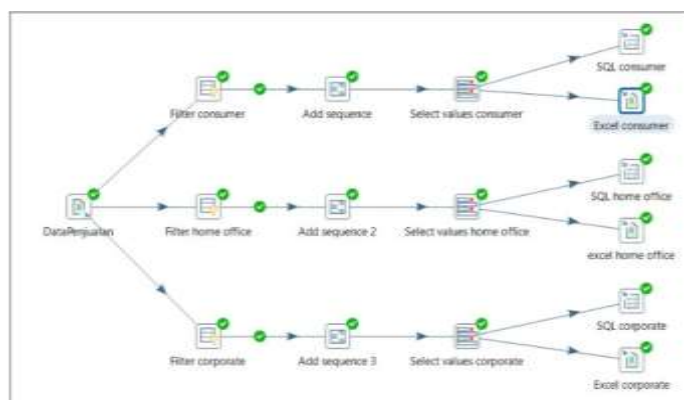 SQL consumer
Filter consumer
Add sequence
Select values consumer
Excel consumer
SQL home office
DataPenjualan
Filter home office
Add sequence 2
Select values home office
excel home office
SQL corporate
Filter corporate
Add sequence 3
Select values corporate
Excel corporate